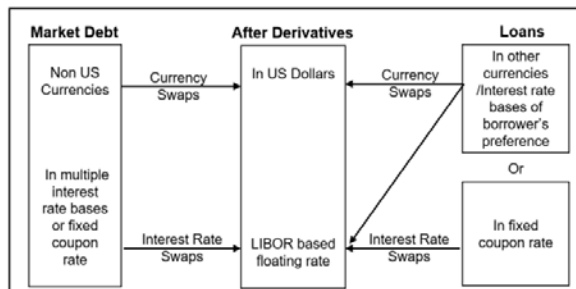 Market Debt
After Derivatives
Loans
Non US
Currencies
Currency
Swaps
In US Dollars
Currency
Swaps
In other
currencies
/Interest rate
bases of
borrower's
preference
Or
In multiple
interest
rate bases
or fixed
coupon
rate
Interest Rate
Swaps
LIBOR based
floating rate
Interest Rate
Swaps
In fixed
coupon rate